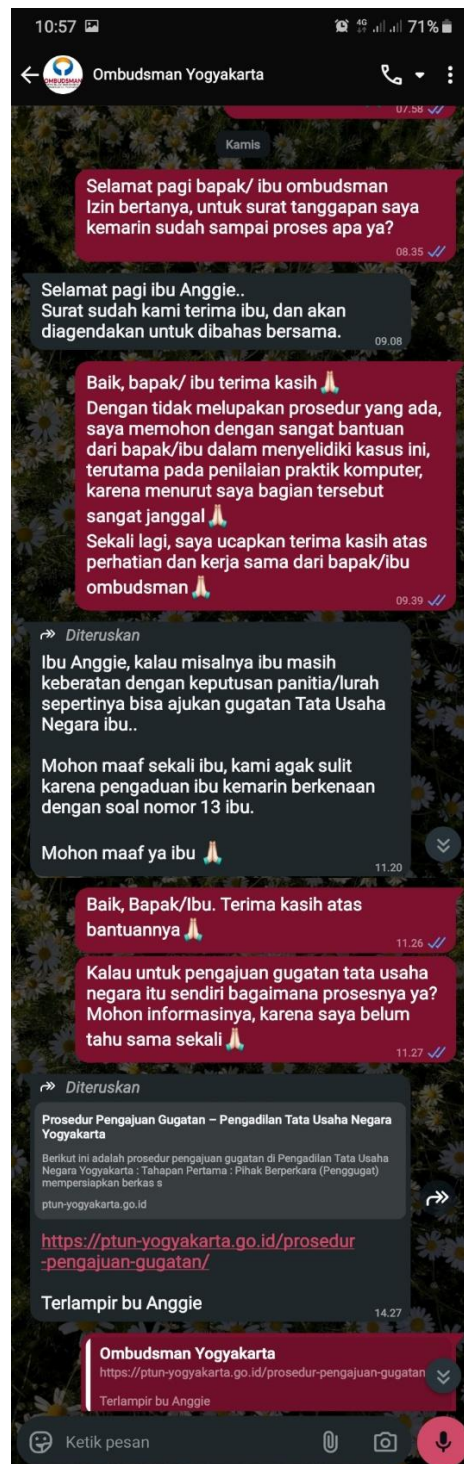 10:57
4G
71%
OMBUDSMAN
Ombudsman Yogyakarta
07.58
Kamis
Selamat pagi bapak/ ibu ombudsman
Izin bertanya, untuk surat tanggapan saya
kemarin sudah sampai proses apa ya?
08.35
Selamat pagi ibu Anggie..
Surat sudah kami terima ibu, dan akan
diagendakan untuk dibahas bersama.
09.08
Baik, bapak/ ibu terima kasih 🙏🏻
Dengan tidak melupakan prosedur yang ada,
saya memohon dengan sangat bantuan
dari bapak/ibu dalam menyelidiki kasus ini,
terutama pada penilaian praktik komputer,
karena menurut saya bagian tersebut
sangat janggal 🙏🏻
Sekali lagi, saya ucapkan terima kasih atas
perhatian dan kerja sama dari bapak/ibu
ombudsman 🙏🏻
09.39
Diteruskan
Ibu Anggie, kalau misalnya ibu masih
keberatan dengan keputusan panitia/lurah
sepertinya bisa ajukan gugatan Tata Usaha
Negara ibu..
Mohon maaf sekali ibu, kami agak sulit
karena pengaduan ibu kemarin berkenaan
dengan soal nomor 13 ibu.
Mohon maaf ya ibu 🙏🏻
11.20
Baik, Bapak/Ibu. Terima kasih atas
bantuannya 🙏🏻
11.26
Kalau untuk pengajuan gugatan tata usaha
negara itu sendiri bagaimana prosesnya ya?
Mohon informasinya, karena saya belum
tahu sama sekali 🙏🏻
11.27
Diteruskan
Prosedur Pengajuan Gugatan – Pengadilan Tata Usaha Negara
Yogyakarta
Berikut ini adalah prosedur pengajuan gugatan di Pengadilan Tata Usaha
Negara Yogyakarta : Tahapan Pertama : Pihak Berperkara (Penggugat)
mempersiapkan berkas s
ptun-yogyakarta.go.id
https://ptun-yogyakarta.go.id/prosedur
-pengajuan-gugatan/
Terlampir bu Anggie
14.27
Ombudsman Yogyakarta
https://ptun-yogyakarta.go.id/prosedur-pengajuan-gugatan
Terlampir bu Anggie
Ketik pesan